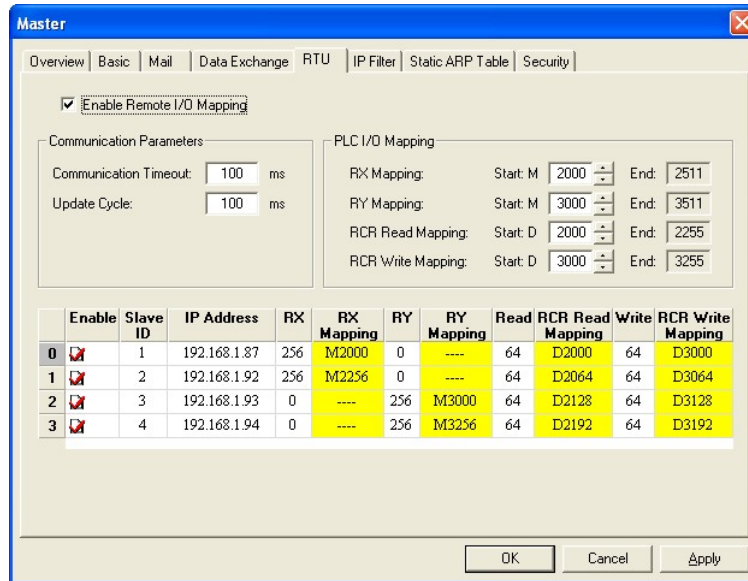 Master
Overview Basic Mail Data Exchange RTU IP Filter Static ARP Table Security
Enable Remote I/O Mapping
Communication Parameters
Communication Timeout: 100 ms
Update Cycle: 100 ms
PLC I/O Mapping
RX Mapping: Start: M 2000 End: 2511
RY Mapping: Start: M 3000 End: 3511
RCR Read Mapping: Start: D 2000 End: 2255
RCR Write Mapping: Start: D 3000 End: 3255
Enable Slave ID IP Address RX RX Mapping RY RY Mapping Read RCR Read Mapping Write RCR Write Mapping
0 1 192.168.1.87 256 M2000 0 ---- 64 D2000 64 D3000
1 2 192.168.1.92 256 M2256 0 ---- 64 D2064 64 D3064
2 3 192.168.1.93 0 ---- 256 M3000 64 D2128 64 D3128
3 4 192.168.1.94 0 ---- 256 M3256 64 D2192 64 D3192
OK Cancel Apply